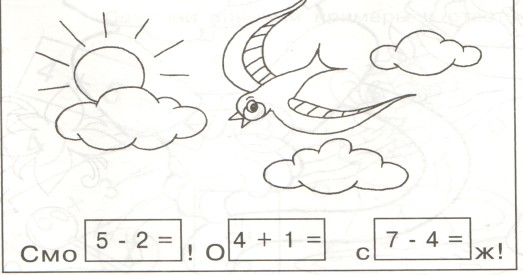 Смо 5 - 2 = ! О 4 + 1 = с 7 - 4 = ж!